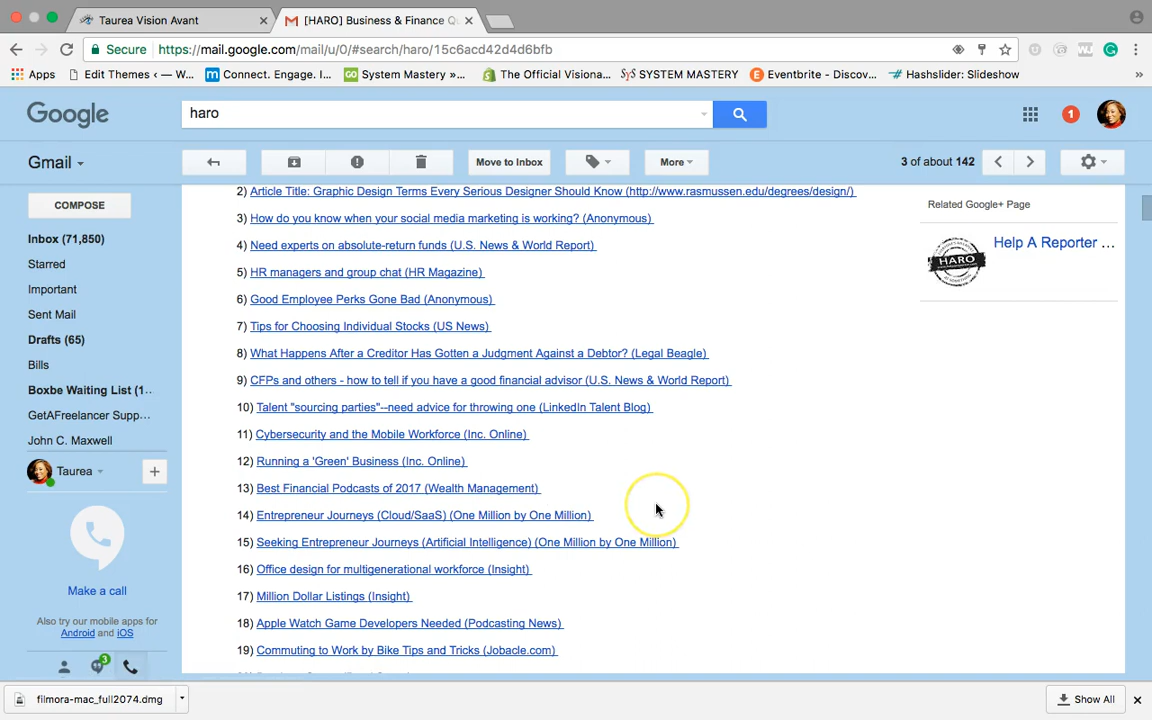 Taurea Vision Avant
[HARO] Business & Finance Qu
Secure
https://mail.google.com/mail/u/0/#search/haro/15c6acd42d4d6bfb
Apps
Edit Themes ‹ — W...
Connect. Engage. I...
System Mastery »...
The Official Visiona...
SYSTEM MASTERY
Eventbrite - Discov...
Hashslider: Slideshow
»
Google
haro
1
Gmail
Move to Inbox
More
3 of about 142
COMPOSE
Inbox (71,850)
Starred
Important
Sent Mail
Drafts (65)
Bills
Boxbe Waiting List (1...
GetAFreelancer Supp...
John C. Maxwell
Taurea
Make a call
Also try our mobile apps for
Android and iOS
3
2) Article Title: Graphic Design Terms Every Serious Designer Should Know (http://www.rasmussen.edu/degrees/design/)
3) How do you know when your social media marketing is working? (Anonymous)
4) Need experts on absolute-return funds (U.S. News & World Report)
5) HR managers and group chat (HR Magazine)
6) Good Employee Perks Gone Bad (Anonymous)
7) Tips for Choosing Individual Stocks (US News)
8) What Happens After a Creditor Has Gotten a Judgment Against a Debtor? (Legal Beagle)
9) CFPs and others - how to tell if you have a good financial advisor (U.S. News & World Report)
10) Talent "sourcing parties"--need advice for throwing one (LinkedIn Talent Blog)
11) Cybersecurity and the Mobile Workforce (Inc. Online)
12) Running a 'Green' Business (Inc. Online)
13) Best Financial Podcasts of 2017 (Wealth Management)
14) Entrepreneur Journeys (Cloud/SaaS) (One Million by One Million)
15) Seeking Entrepreneur Journeys (Artificial Intelligence) (One Million by One Million)
16) Office design for multigenerational workforce (Insight)
17) Million Dollar Listings (Insight)
18) Apple Watch Game Developers Needed (Podcasting News)
19) Commuting to Work by Bike Tips and Tricks (Jobacle.com)
Related Google+ Page
HARO
Help A Reporter ...
filmora-mac_full2074.dmg
Show All